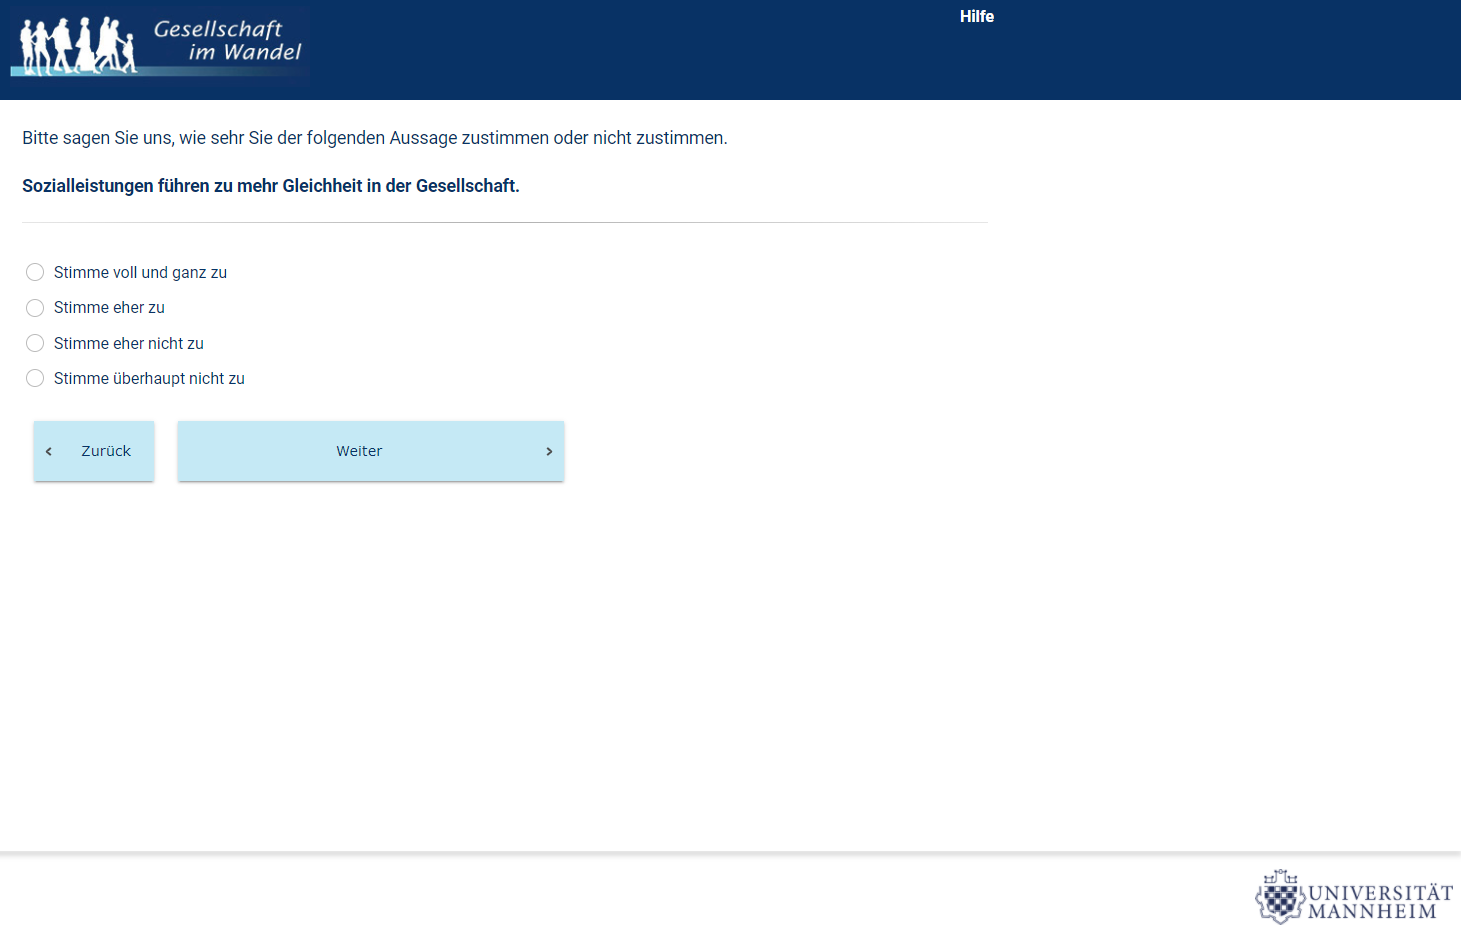 Gesellschaft
im Wandel
Hilfe
Bitte sagen Sie uns, wie sehr Sie der folgenden Aussage zustimmen oder nicht zustimmen.
Sozialleistungen führen zu mehr Gleichheit in der Gesellschaft.
Stimme voll und ganz zu
Stimme eher zu
Stimme eher nicht zu
Stimme überhaupt nicht zu
Zurück
Weiter
UNIVERSITÄT
MANNHEIM